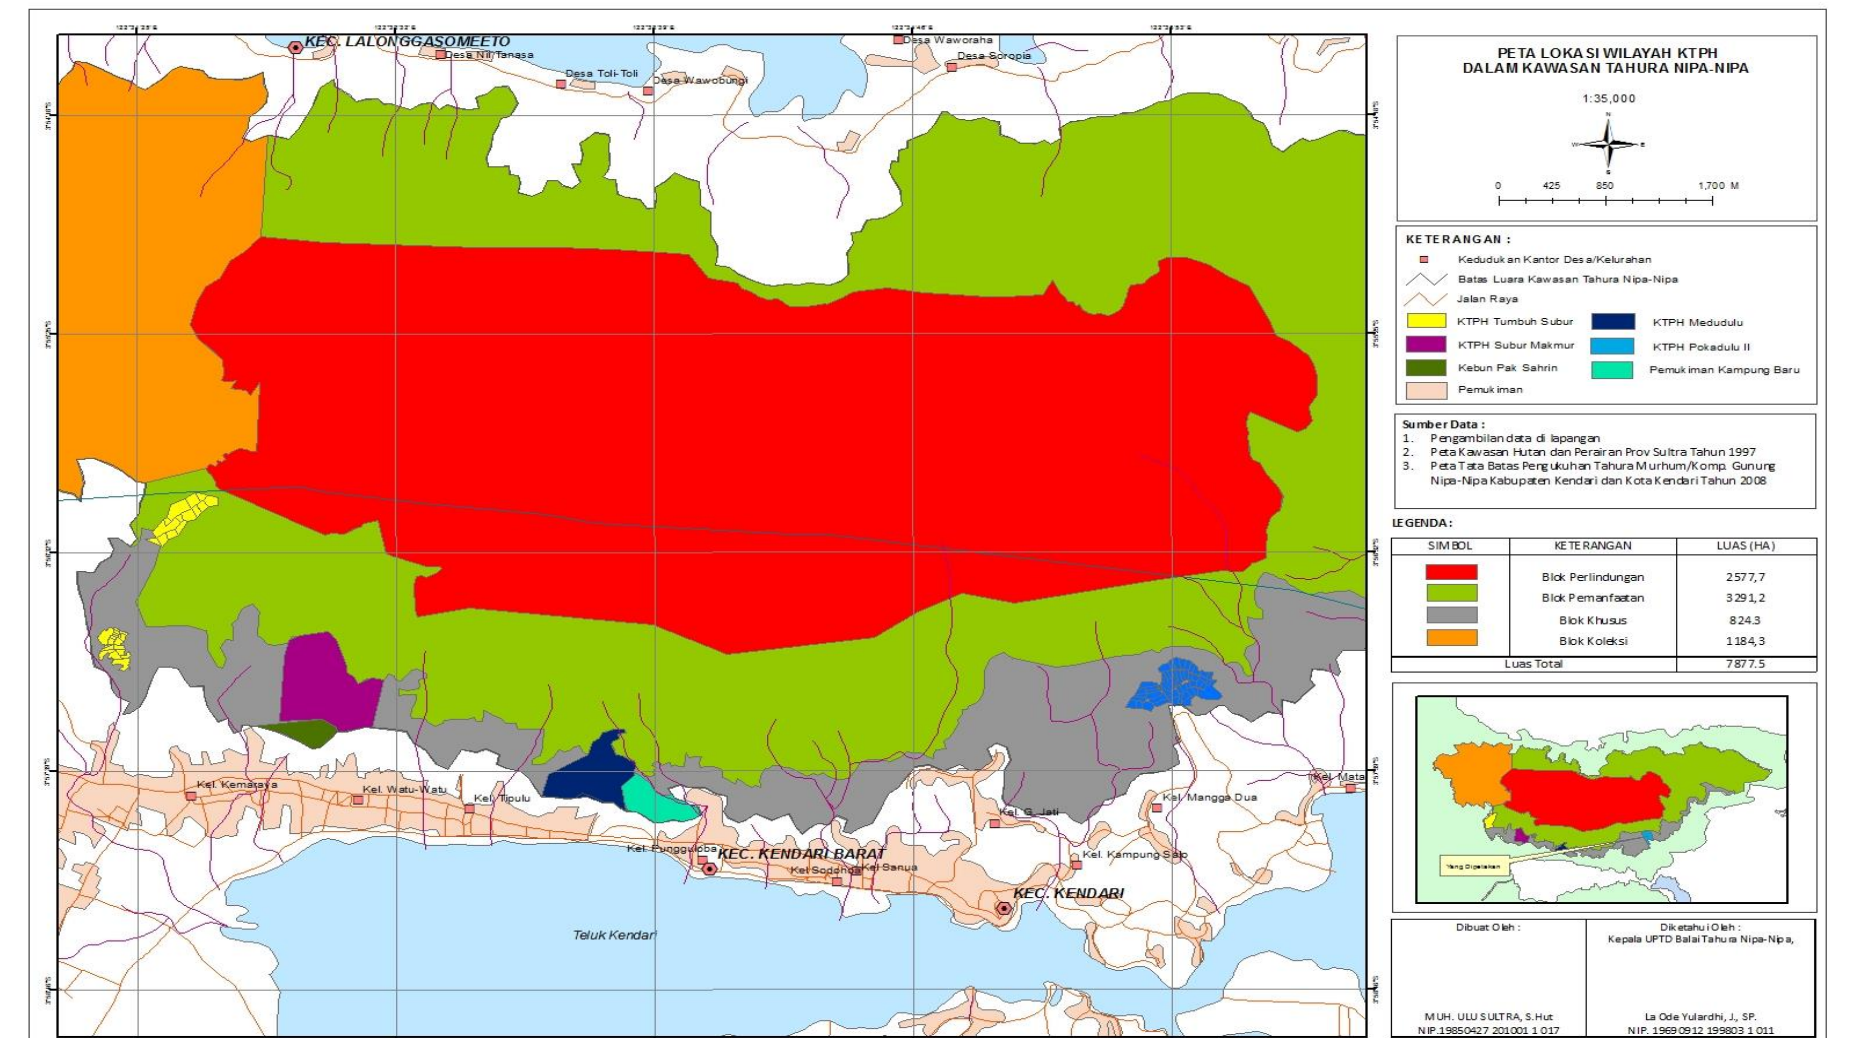 KEC. LALONGGASOMEETO
Desa Nii Tanasa
Desa Toli-Toli
Desa Wawobungi
Desa Waworaha
Desa Soropia
Kel. Kemaraya
Kel. Watu-Watu
Kel. Tipulu
Kel. Punggoloba
KEC. KENDARI BARAT
Kel Sodohoa
Kel Sanua
Kel. G. Jati
Kel. Mangga Dua
Kel. Mata
Kel. Kampung Salo
KEC. KENDARI
Teluk Kendari
PETA LOKASI WILAYAH KTPH
DALAM KAWASAN TAHURA NIPA-NIPA
1:35,000
N
W E
S
0 425 850 1,700 M
KETERANGAN :
Kedudukan Kantor Desa/Kelurahan
Batas Luara Kawasan Tahura Nipa-Nipa
Jalan Raya
KTPH Tumbuh Subur KTPH Medudulu
KTPH Subur Makmur KTPH Pokadulu II
Kebun Pak Sahrin Pemukiman Kampung Baru
Pemukiman
Sumber Data :
1. Pengambilan data di lapangan
2. Peta Kawasan Hutan dan Perairan Prov Sultra Tahun 1997
3. Peta Tata Batas Pengukuhan Tahura Murhum/Komp. Gunung
Nipa-Nipa Kabupaten Kendari dan Kota Kendari Tahun 2008
LEGENDA :
SIMBOL KETERANGAN LUAS (HA)
Blok Perlindungan 2577,7
Blok Pemanfaatan 3291,2
Blok Khusus 824.3
Blok Koleksi 1184,3
Luas Total 7877.5
Yang Dipetakan
Dibuat Oleh : Diketahui Oleh :
Kepala UPTD Balai Tahura Nipa-Nipa,
MUH. ULU SULTRA, S.Hut La Ode Yulardhi, J., SP.
NIP.19850427 201001 1 017 NIP. 19690912 199803 1 011